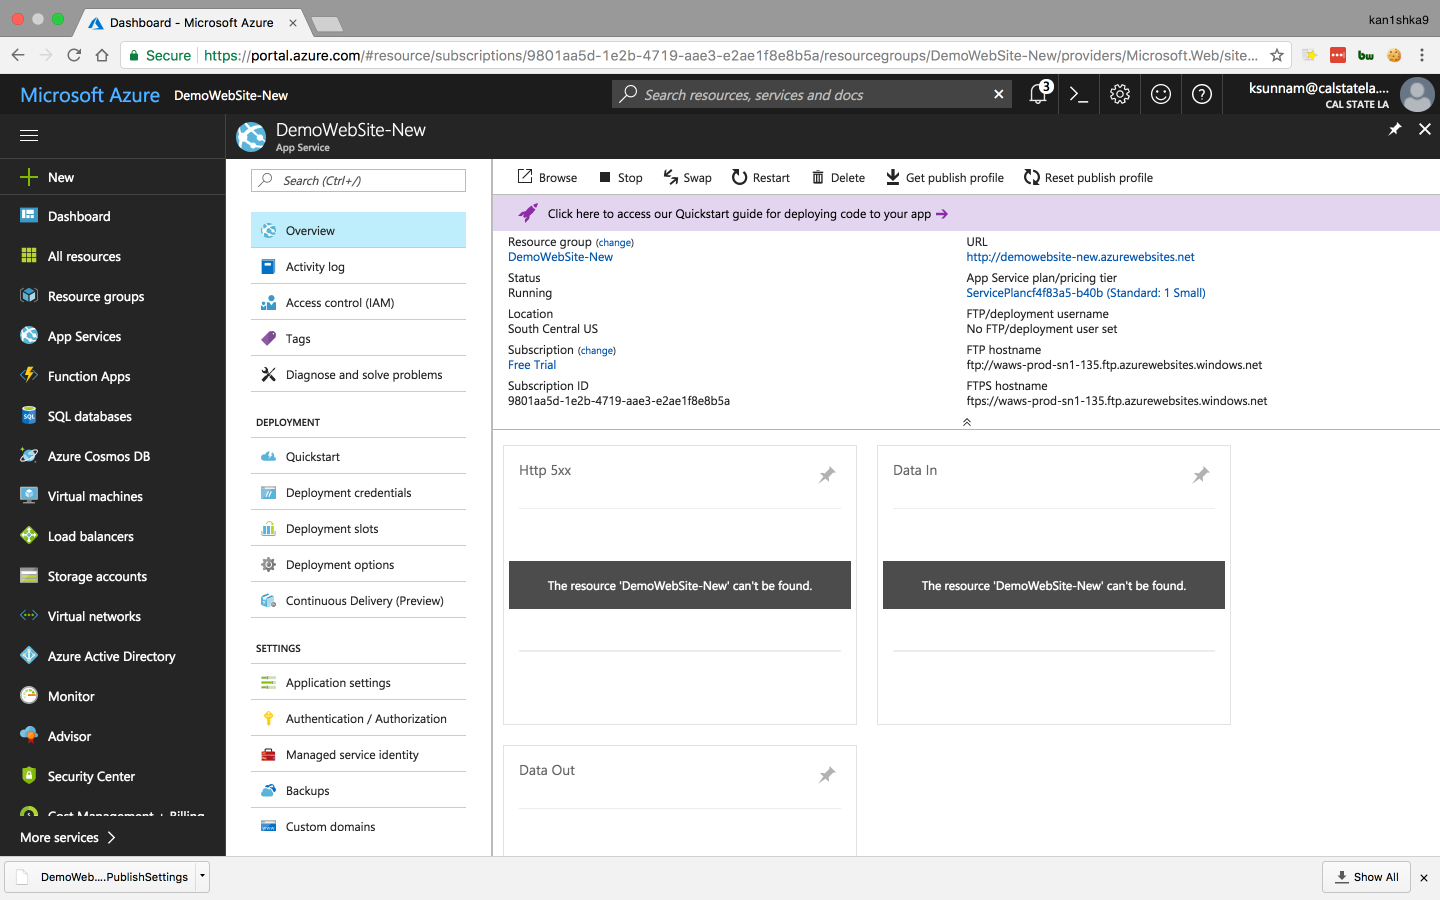 Dashboard - Microsoft Azure
kan1shka9
Secure
https://portal.azure.com/#resource/subscriptions/9801aa5d-1e2b-4719-aae3-e2ae1f8e8b5a/resourcegroups/DemoWebSite-New/providers/Microsoft.Web/site...
bw
Microsoft Azure
DemoWebSite-New
Search resources, services and docs
3
ksunnam@calstatela....
CAL STATE LA
DemoWebSite-New
App Service
New
Dashboard
All resources
Resource groups
App Services
Function Apps
SQL databases
Azure Cosmos DB
Virtual machines
Load balancers
Storage accounts
Virtual networks
Azure Active Directory
Monitor
Advisor
Security Center
Cost Management + Billing
More services
Search (Ctrl+/)
Overview
Activity log
Access control (IAM)
Tags
Diagnose and solve problems
DEPLOYMENT
Quickstart
Deployment credentials
Deployment slots
Deployment options
Continuous Delivery (Preview)
SETTINGS
Application settings
Authentication / Authorization
Managed service identity
Backups
Custom domains
Browse
Stop
Swap
Restart
Delete
Get publish profile
Reset publish profile
Click here to access our Quickstart guide for deploying code to your app
Resource group (change)
DemoWebSite-New
Status
Running
Location
South Central US
Subscription (change)
Free Trial
Subscription ID
9801aa5d-1e2b-4719-aae3-e2ae1f8e8b5a
URL
http://demowebsite-new.azurewebsites.net
App Service plan/pricing tier
ServicePlancf4f83a5-b40b (Standard: 1 Small)
FTP/deployment username
No FTP/deployment user set
FTP hostname
ftp://waws-prod-sn1-135.ftp.azurewebsites.windows.net
FTPS hostname
ftps://waws-prod-sn1-135.ftp.azurewebsites.windows.net
Http 5xx
The resource 'DemoWebSite-New' can't be found.
Data In
The resource 'DemoWebSite-New' can't be found.
Data Out
DemoWeb....PublishSettings
Show All